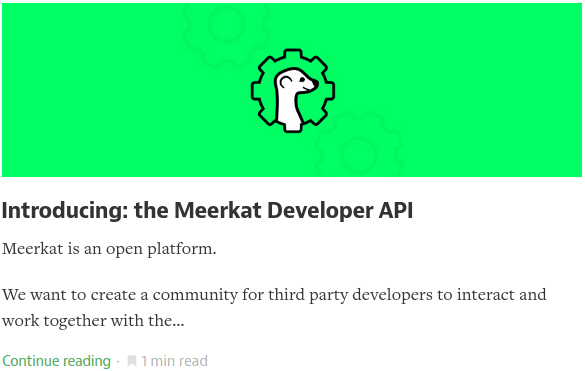 Introducing: the Meerkat Developer API
Meerkat is an open platform.
We want to create a community for third party developers to interact and
work together with the...
Continue reading · 1 min read